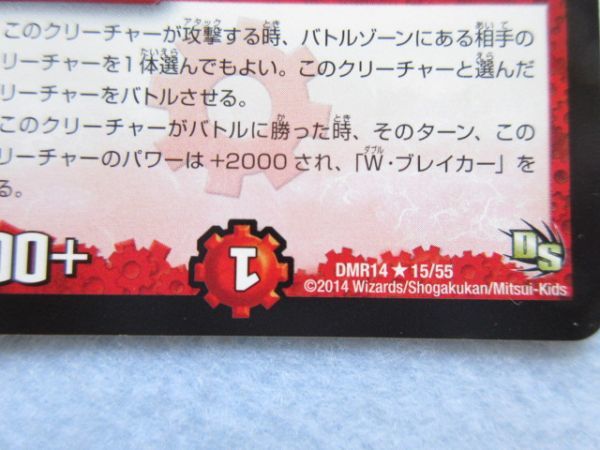 このクリーチャーが攻撃する時、バトルゾーンにある相手の
リーチャーを1体選んでもよい。このクリーチャーと選んだ
リーチャーをバトルさせる。
このクリーチャーがバトルに勝った時、そのターン、この
リーチャーのパワーは+2000され、「W・ブレイカー」を
る。
00+
1
DS
DMR14★15/55
©2014 Wizards/Shogakukan/Mitsui-Kids